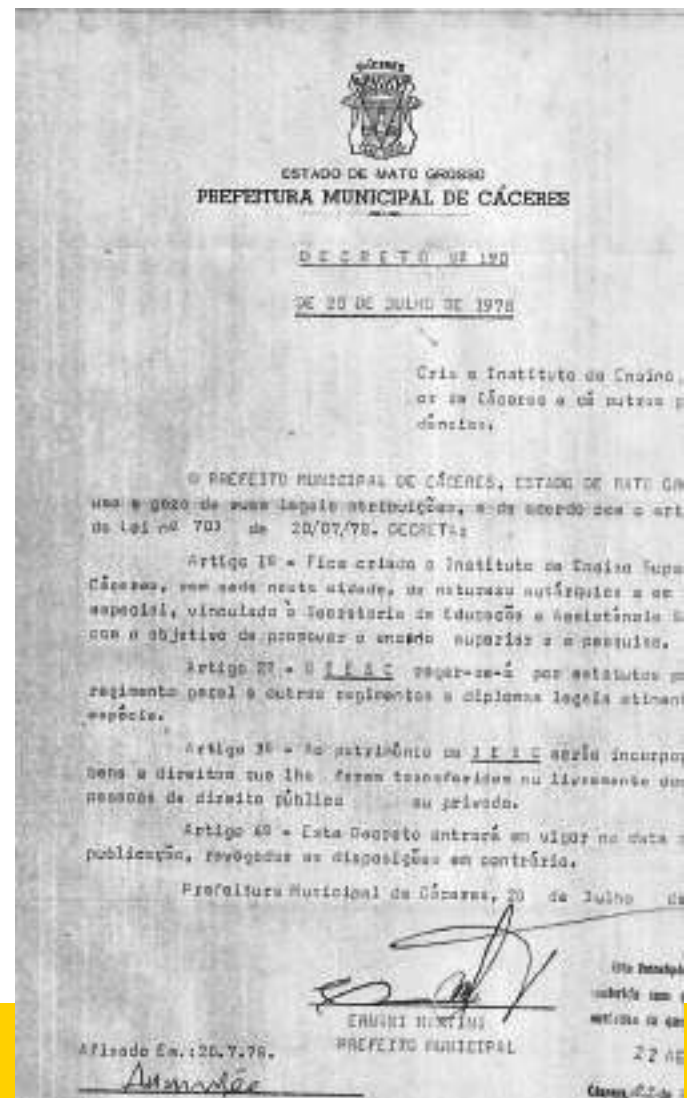 CÁCERES
ESTADO DE MATO GROSSO
PREFEITURA MUNICIPAL DE CÁCERES
DECRETO Nº 190
DE 20 DE JULHO DE 1978
Cria o Instituto de Ensino
or de Cáceres e dá outras p
dências.
O PREFEITO MUNICIPAL DE CÁCERES, ESTADO DE MATO GRO
uso e gozo de suas legais atribuições, e de acordo com o art
da Lei nº 703 de 20/07/78. DECRETA:
Artigo 1º - Fica criado o Instituto de Ensino Supe
Cáceres, com sede nesta cidade, de natureza autárquica e em
especial, vinculado à Secretaria de Educação e Assistência S
com o objetivo de promover o ensino superior e a pesquisa.
Artigo 2º - O IESC reger-se-á por estatutos p
regimento geral e outros regimentos e diplomas legais atinent
espécie.
Artigo 3º - Ao patrimônio do IESC serão incorpo
bens e direitos que lhe forem transferidos ou livremente doa
pessoas de direito público ou privado.
Artigo 4º - Este Decreto entrará em vigor na data
publicação, revogadas as disposições em contrário.
Prefeitura Municipal de Cáceres, 20 de Julho de
ERNANI MARTINS
PREFEITO MUNICIPAL
Afixado Em.:20.7.78.
22
Cáceres